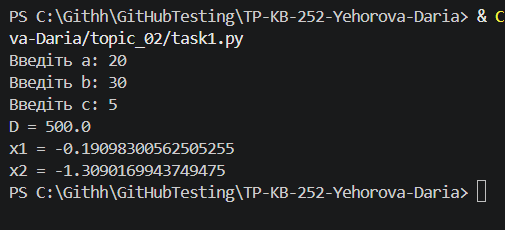 PS C:\Githh\GitHubTesting\TP-KB-252-Yehorova-Daria> & C
va-Daria/topic_02/task1.py
Введіть a: 20
Введіть b: 30
Введіть c: 5
D = 500.0
x1 = -0.19098300562505255
x2 = -1.3090169943749475
PS C:\Githh\GitHubTesting\TP-KB-252-Yehorova-Daria>